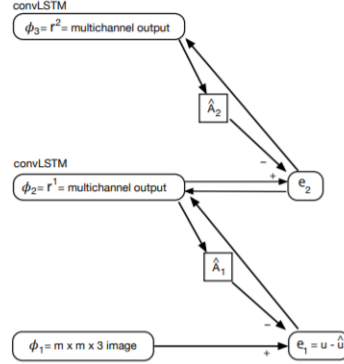 convLSTM
ϕ₃= r²= multichannel output
Â₂
−
+
e₂
convLSTM
ϕ₂= r¹= multichannel output
Â₁
−
ϕ₁= m x m x 3 image
+
e₁ = u - û